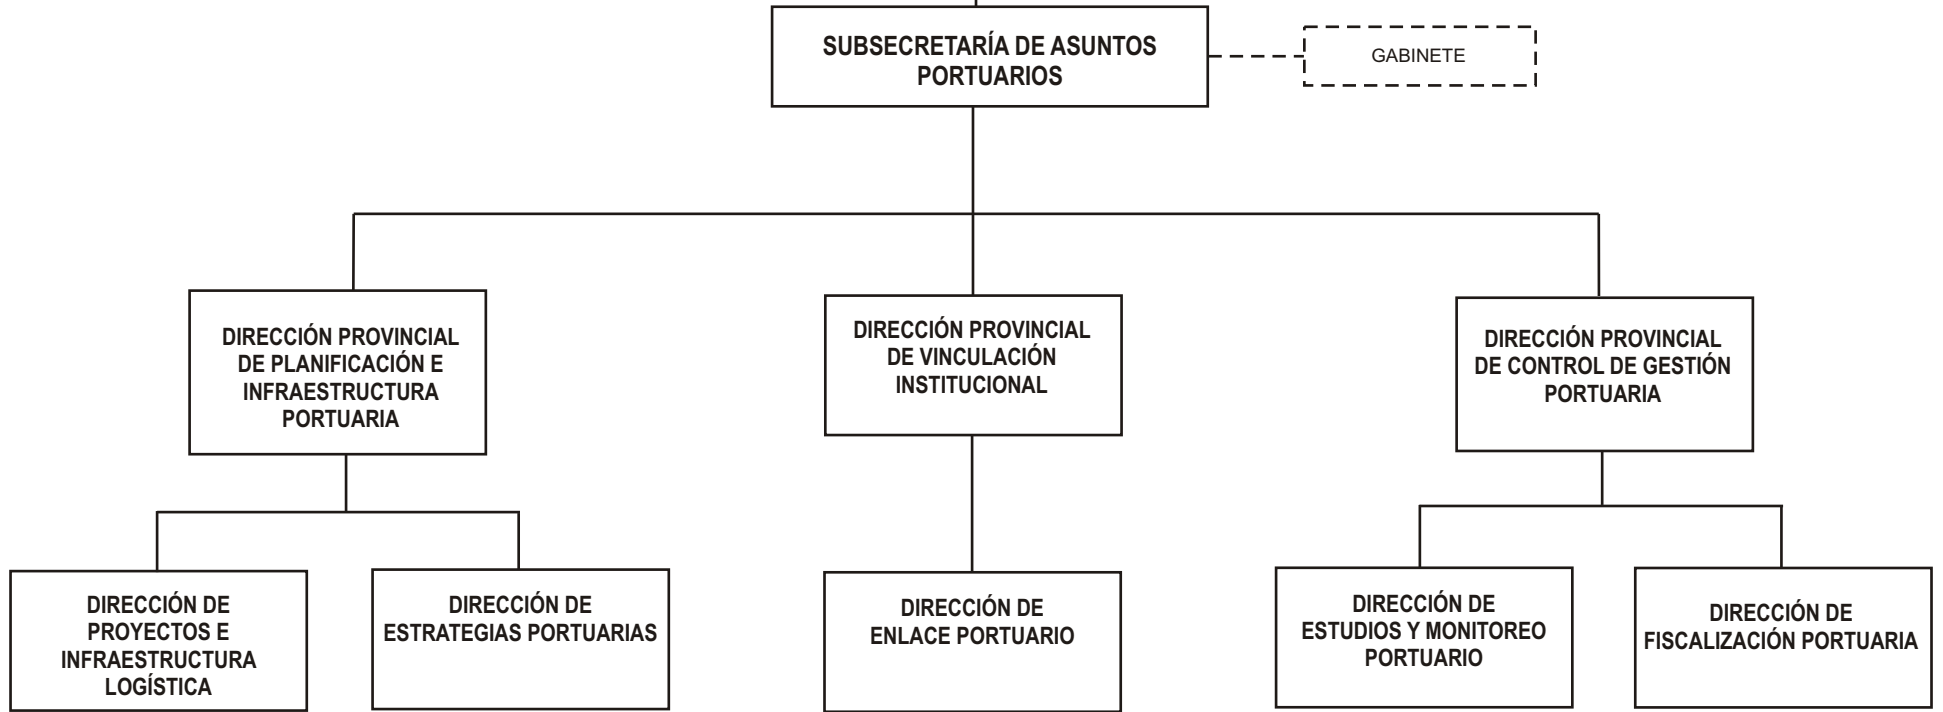 SUBSECRETARÍA DE ASUNTOS
PORTUARIOS
GABINETE
DIRECCIÓN PROVINCIAL
DE PLANIFICACIÓN E
INFRAESTRUCTURA
PORTUARIA
DIRECCIÓN PROVINCIAL
DE VINCULACIÓN
INSTITUCIONAL
DIRECCIÓN PROVINCIAL
DE CONTROL DE GESTIÓN
PORTUARIA
DIRECCIÓN DE
PROYECTOS E
INFRAESTRUCTURA
LOGÍSTICA
DIRECCIÓN DE
ESTRATEGIAS PORTUARIAS
DIRECCIÓN DE
ENLACE PORTUARIO
DIRECCIÓN DE
ESTUDIOS Y MONITOREO
PORTUARIO
DIRECCIÓN DE
FISCALIZACIÓN PORTUARIA